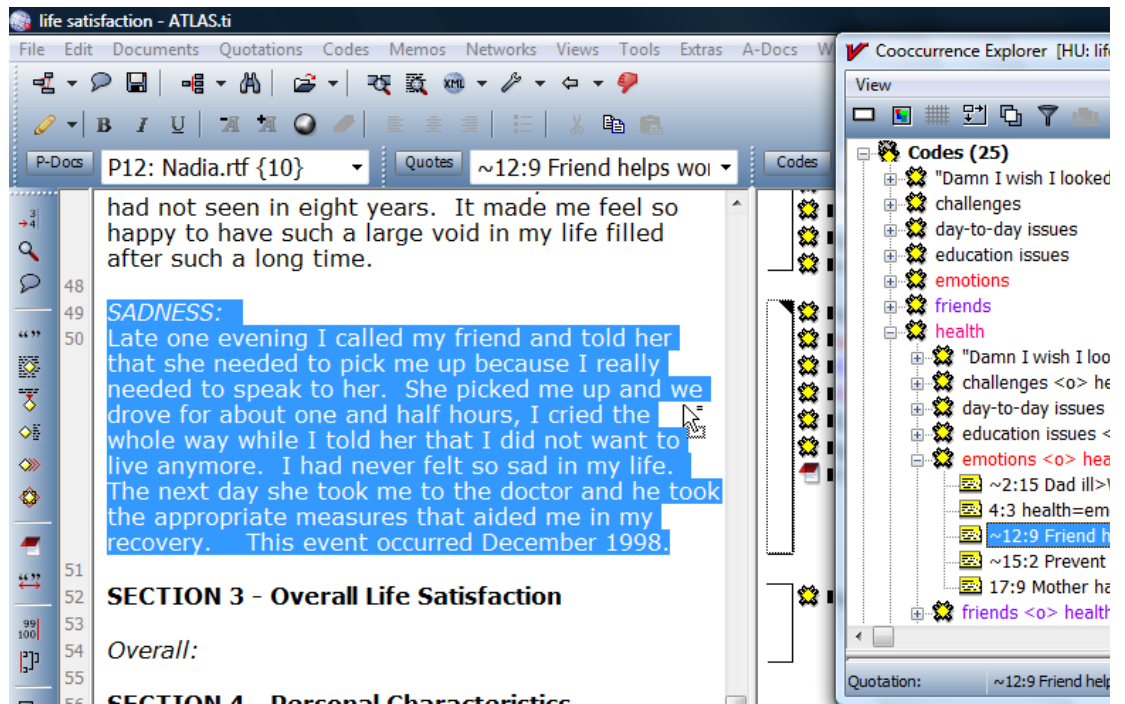 life satisfaction - ATLAS.ti
File Edit Documents Quotations Codes Memos Networks Views Tools Extras A-Docs W
XML
B I U
P-Docs P12: Nadia.rtf {10} Quotes ~12:9 Friend helps wor Codes
had not seen in eight years. It made me feel so
happy to have such a large void in my life filled
after such a long time.
48
49 SADNESS:
50 Late one evening I called my friend and told her
that she needed to pick me up because I really
needed to speak to her. She picked me up and we
drove for about one and half hours, I cried the
whole way while I told her that I did not want to
live anymore. I had never felt so sad in my life.
The next day she took me to the doctor and he took
the appropriate measures that aided me in my
recovery. This event occurred December 1998.
51
52 SECTION 3 - Overall Life Satisfaction
53
54 Overall:
55
56 SECTION 4 - Personal Characteristics
Cooccurrence Explorer [HU: lif
View
Codes (25)
"Damn I wish I looked
challenges
day-to-day issues
education issues
emotions
friends
health
"Damn I wish I loo
challenges <o> he
day-to-day issues
education issues <
emotions <o> hea
~2:15 Dad ill>
4:3 health=em
~12:9 Friend h
~15:2 Prevent
17:9 Mother ha
friends <o> health
Quotation: ~12:9 Friend help